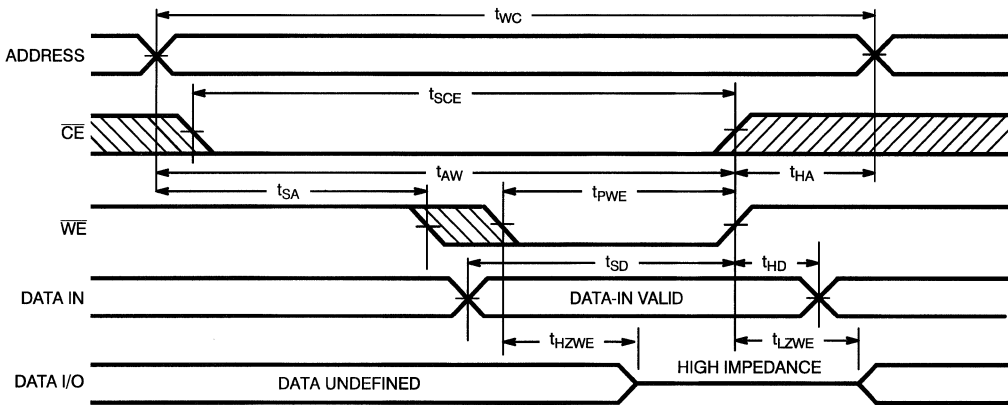 tWC
ADDRESS
tSCE
CE
tAW
tHA
tSA
tPWE
WE
tSD
tHD
DATA IN
DATA-IN VALID
tHZWE
tLZWE
HIGH IMPEDANCE
DATA I/O
DATA UNDEFINED